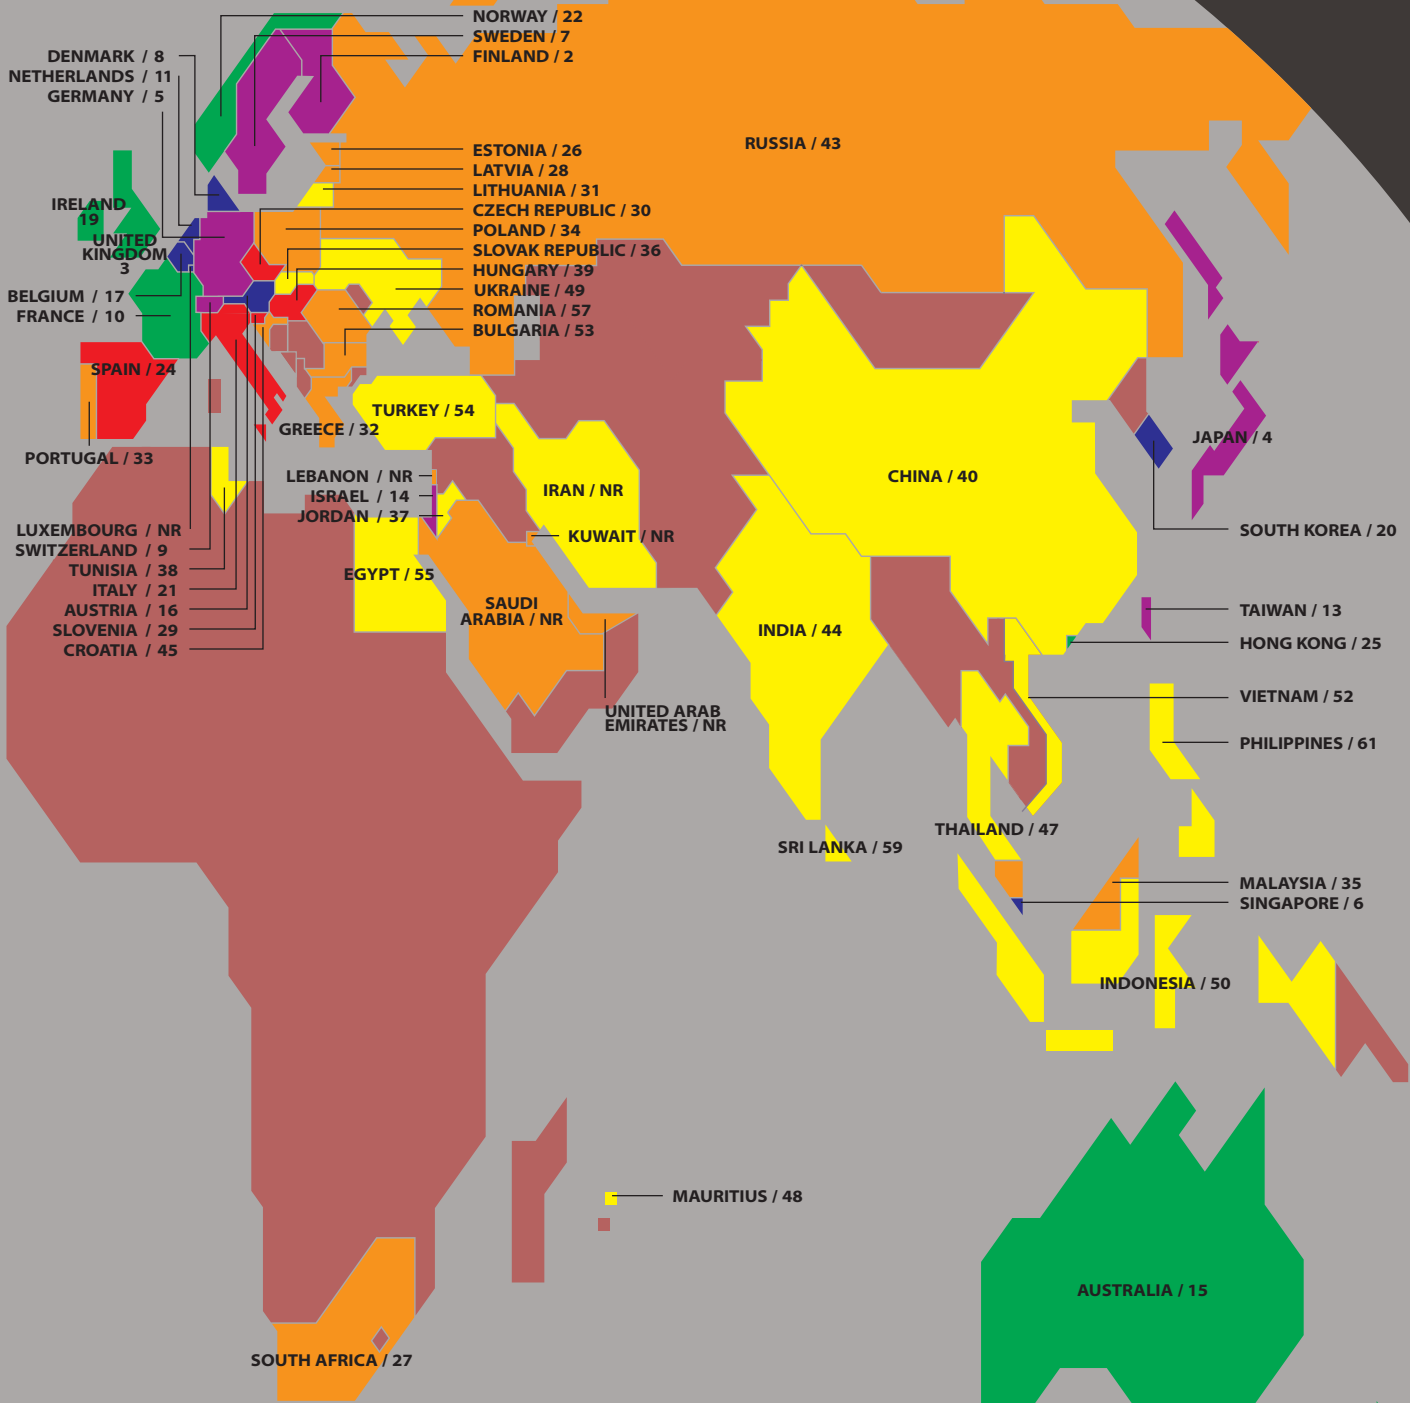 NORWAY / 22
SWEDEN / 7
FINLAND / 2
DENMARK / 8
NETHERLANDS / 11
GERMANY / 5
RUSSIA / 43
ESTONIA / 26
LATVIA / 28
LITHUANIA / 31
CZECH REPUBLIC / 30
POLAND / 34
SLOVAK REPUBLIC / 36
HUNGARY / 39
UKRAINE / 49
ROMANIA / 57
BULGARIA / 53
IRELAND
19
UNITED
KINGDOM
3
BELGIUM / 17
FRANCE / 10
SPAIN / 24
TURKEY / 54
GREECE / 32
JAPAN / 4
PORTUGAL / 33
LEBANON / NR
ISRAEL / 14
JORDAN / 37
IRAN / NR
CHINA / 40
KUWAIT / NR
SOUTH KOREA / 20
LUXEMBOURG / NR
SWITZERLAND / 9
TUNISIA / 38
ITALY / 21
AUSTRIA / 16
SLOVENIA / 29
CROATIA / 45
EGYPT / 55
SAUDI
ARABIA / NR
INDIA / 44
TAIWAN / 13
HONG KONG / 25
VIETNAM / 52
UNITED ARAB
EMIRATES / NR
PHILIPPINES / 61
THAILAND / 47
SRI LANKA / 59
MALAYSIA / 35
SINGAPORE / 6
INDONESIA / 50
MAURITIUS / 48
AUSTRALIA / 15
SOUTH AFRICA / 27